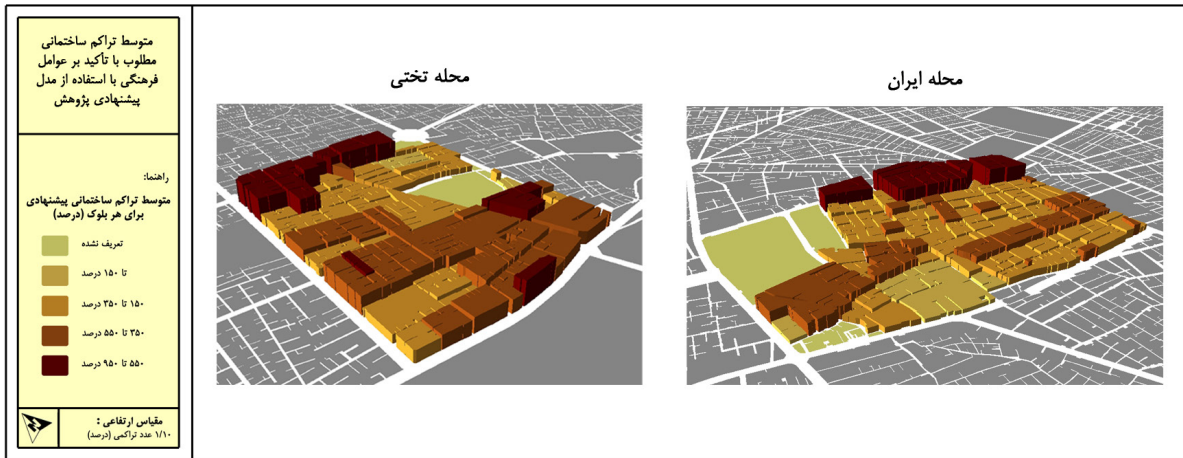 متوسط تراکم ساختمانی
مطلوب با تأکید بر عوامل
فرهنگی با استفاده از مدل
پیشنهادی پژوهش
راهنما:
متوسط تراکم ساختمانی پیشنهادی
برای هر بلوک (درصد)
تعریف نشده
تا ۱۵۰ درصد
۱۵۰ تا ۳۵۰ درصد
۳۵۰ تا ۵۵۰ درصد
۵۵۰ تا ۹۵۰ درصد
مقیاس ارتفاعی :
۱/۱۰ عدد تراکمی (درصد)
محله ایران
محله تختی